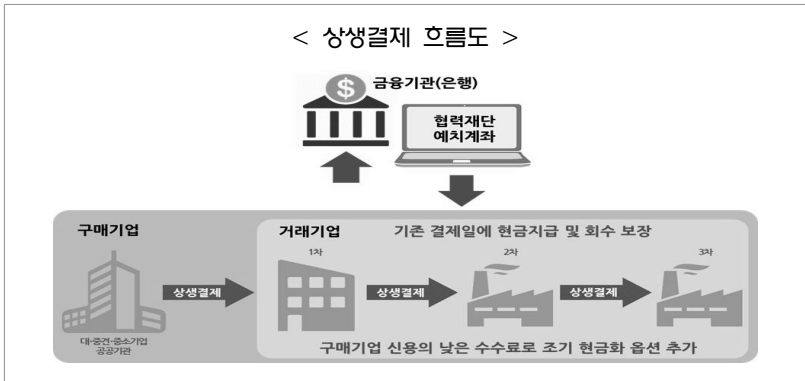 < 상생결제 흐름도 >
$
금융기관(은행)
협력재단
예치계좌
구매기업
거래기업
기존 결제일에 현금지급 및 회수 보장
1차
2차
3차
상생결제
상생결제
상생결제
대·중견·중소기업
공공기관
구매기업 신용의 낮은 수수료로 조기 현금화 옵션 추가